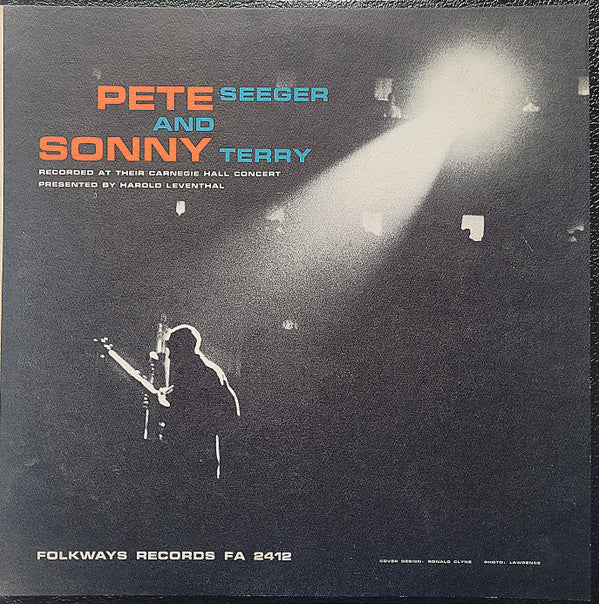 PETE SEEGER
AND
SONNY TERRY
RECORDED AT THEIR CARNEGIE HALL CONCERT
PRESENTED BY HAROLD LEVENTHAL
FOLKWAYS RECORDS FA 2412
COVER DESIGN: RONALD CLYNE PHOTO: LAWRENCE